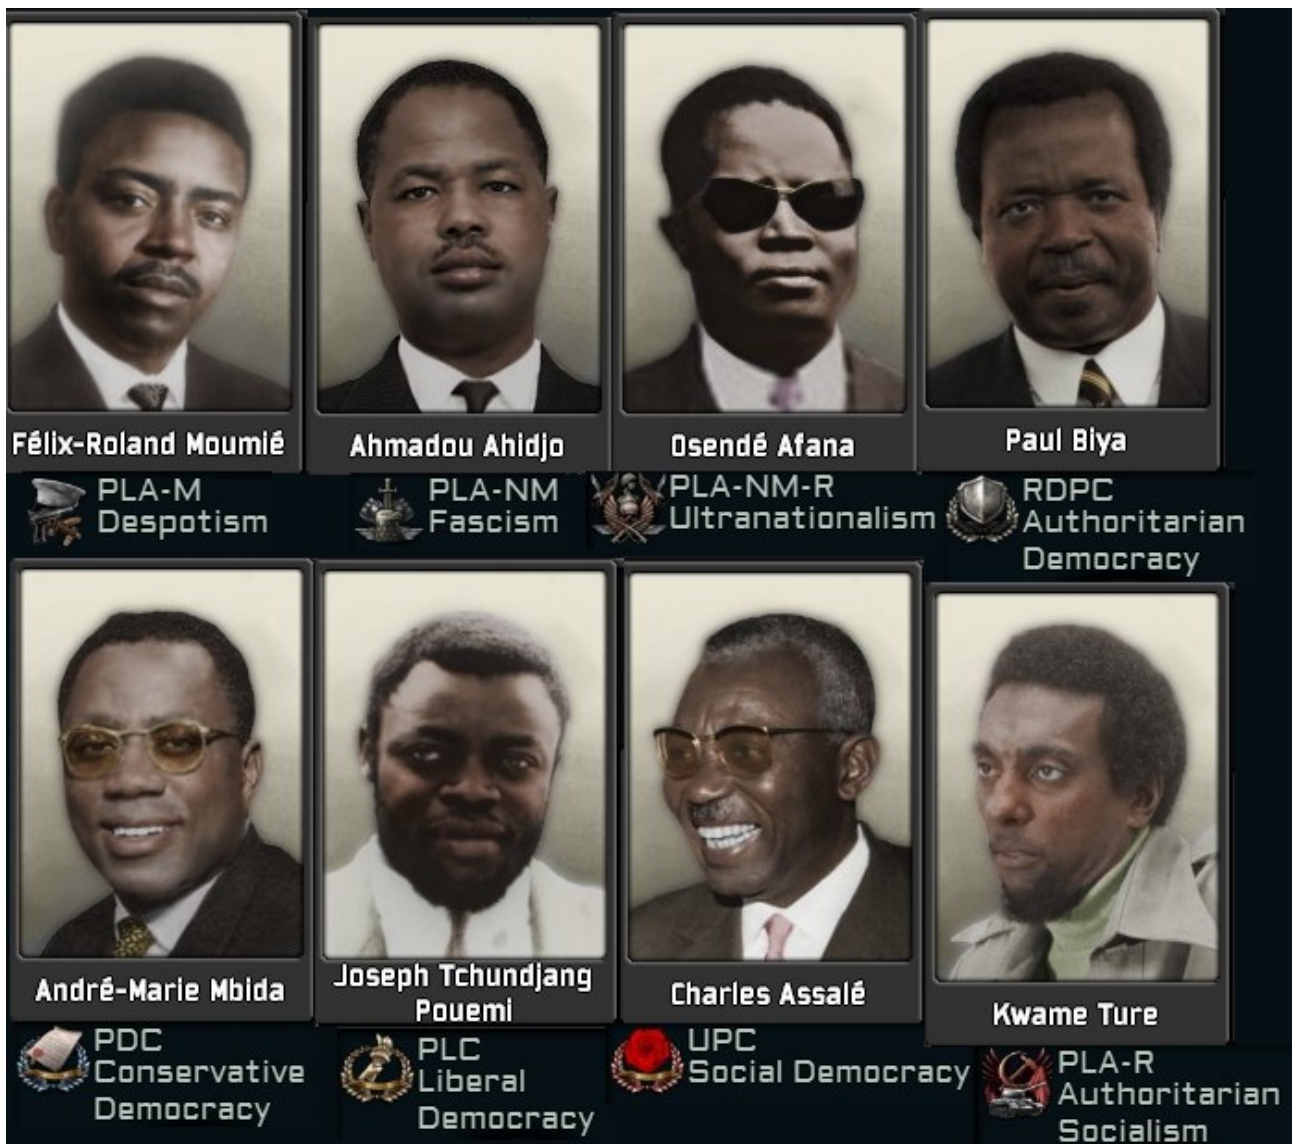 Félix-Roland Moumié
Ahmadou Ahidjo
Osendé Afana
Paul Biya
PLA-M
Despotism
PLA-NM
Fascism
PLA-NM-R
Ultranationalism
RDPC
Authoritarian
Democracy
André-Marie Mbida
Joseph Tchundjang
Pouemi
Charles Assalé
Kwame Ture
PDC
Conservative
Democracy
PLC
Liberal
Democracy
UPC
Social Democracy
PLA-R
Authoritarian
Socialism